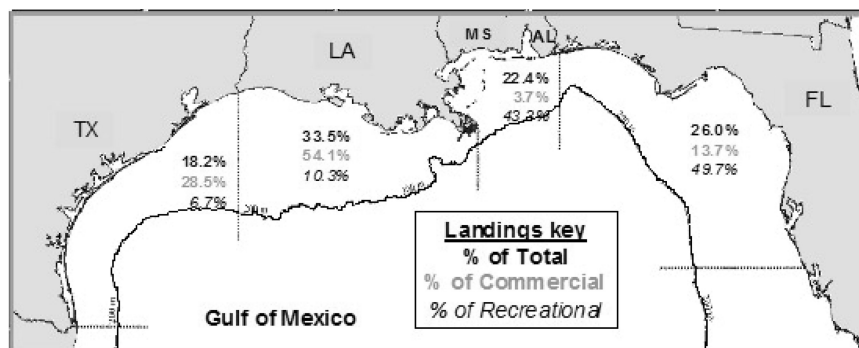 MS
AL
LA
FL
TX
22.4%
3.7%
43.3%
33.5%
54.1%
10.3%
26.0%
13.7%
49.7%
18.2%
28.5%
6.7%
Landings key
% of Total
% of Commercial
% of Recreational
Gulf of Mexico